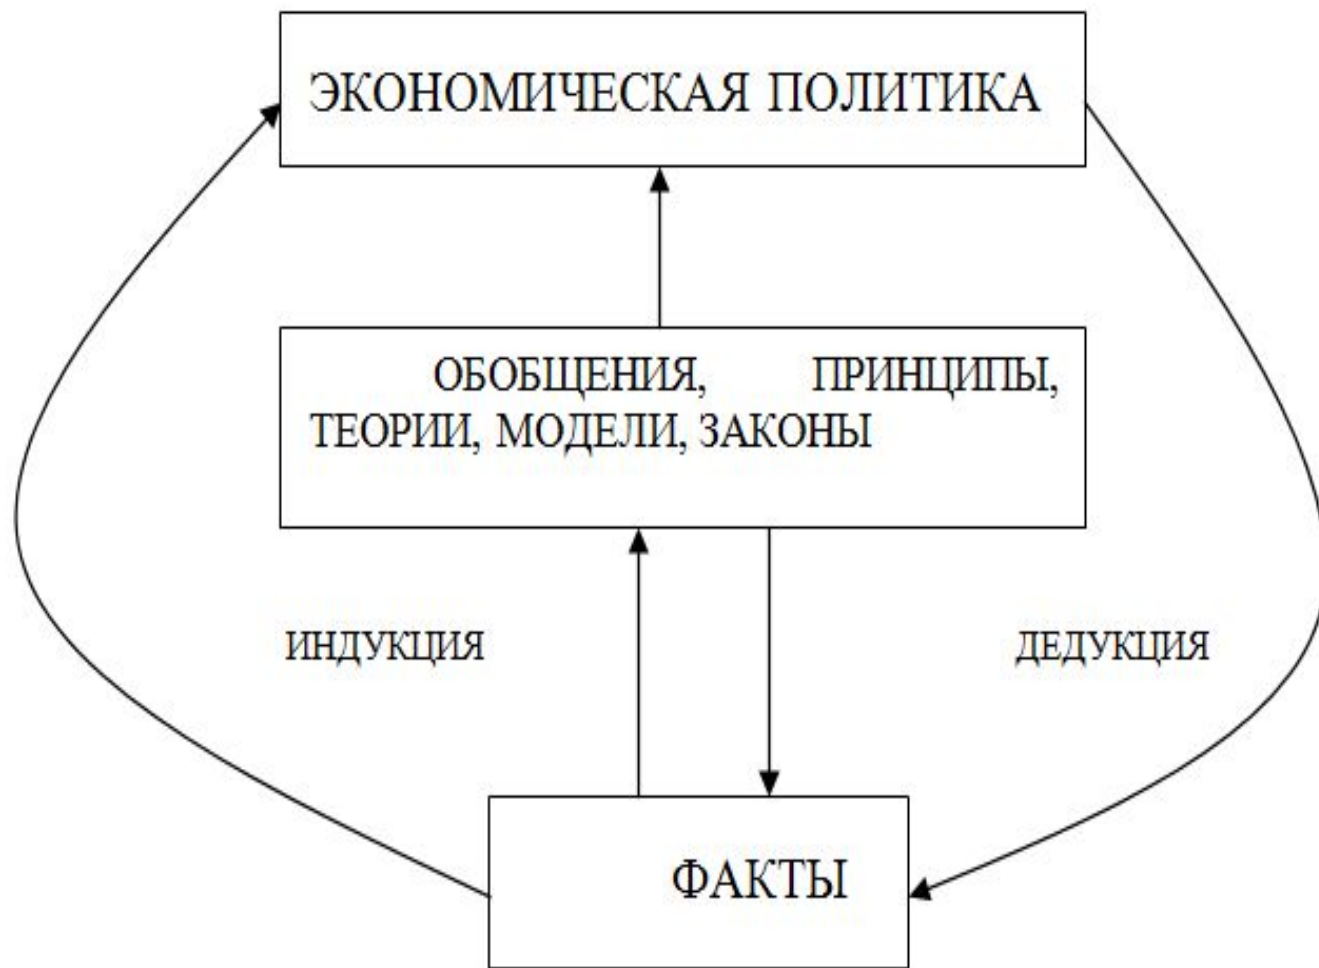 ЭКОНОМИЧЕСКАЯ ПОЛИТИКА
ОБОБЩЕНИЯ, ПРИНЦИПЫ,
ТЕОРИИ, МОДЕЛИ, ЗАКОНЫ
ИНДУКЦИЯ
ДЕДУКЦИЯ
ФАКТЫ